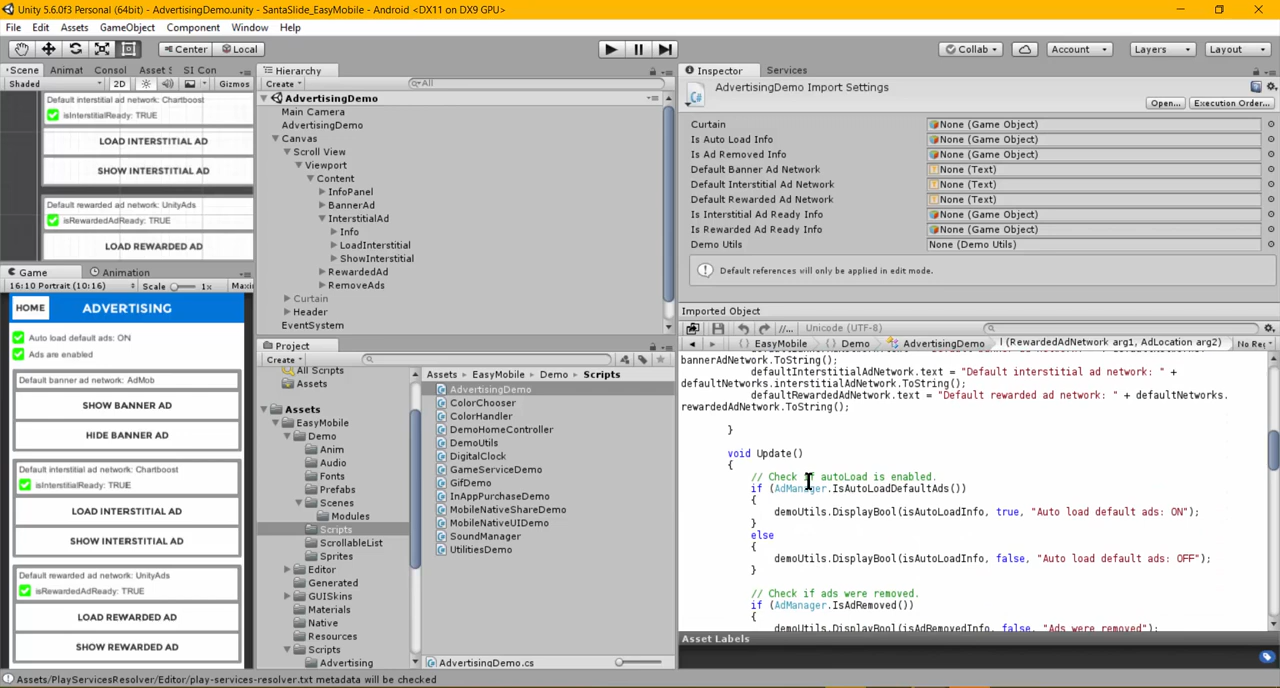 Unity 5.6.0f3 Personal (64bit) - AdvertisingDemo.unity - SantaSlide_EasyMobile - Android <DX11 on DX9 GPU>
File Edit Assets GameObject Component Window Help
Center Local Collab Account Layers Layout
Scene Animat Consol Asset S SI Con
Shaded 2D Gizmos
Default interstitial ad network: Chartboost
isInterstitialReady: TRUE
LOAD INTERSTITIAL AD
SHOW INTERSTITIAL AD
Default rewarded ad network: UnityAds
isRewardedAdReady: TRUE
LOAD REWARDED AD
Game Animation
16:10 Portrait (10:16) Scale 1x Maxi
HOME ADVERTISING
Auto load default ads: ON
Ads are enabled
Default banner ad network: AdMob
SHOW BANNER AD
HIDE BANNER AD
Default interstitial ad network: Chartboost
isInterstitialReady: TRUE
LOAD INTERSTITIAL AD
SHOW INTERSTITIAL AD
Default rewarded ad network: UnityAds
isRewardedAdReady: TRUE
LOAD REWARDED AD
SHOW REWARDED AD
Hierarchy
Create All
AdvertisingDemo
Main Camera
AdvertisingDemo
Canvas
Scroll View
Viewport
Content
InfoPanel
BannerAd
InterstitialAd
Info
LoadInterstitial
ShowInterstitial
RewardedAd
RemoveAds
Curtain
Header
EventSystem
Project
Create
All Scripts
Assets
Assets
EasyMobile
Demo
Anim
Audio
Fonts
Prefabs
Scenes
Modules
Scripts
ScrollableList
Sprites
Editor
Generated
GUISkins
Materials
Native
Resources
Scripts
Advertising
Assets EasyMobile Demo Scripts
AdvertisingDemo
ColorChooser
ColorHandler
DemoHomeController
DemoUtils
DigitalClock
GameServiceDemo
GifDemo
InAppPurchaseDemo
MobileNativeShareDemo
MobileNativeUIDemo
SoundManager
UtilitiesDemo
AdvertisingDemo.cs
Inspector Services
AdvertisingDemo Import Settings
C#
Open... Execution Order...
Curtain None (Game Object)
Is Auto Load Info None (Game Object)
Is Ad Removed Info None (Game Object)
Default Banner Ad Network None (Text)
Default Interstitial Ad Network None (Text)
Default Rewarded Ad Network None (Text)
Is Interstitial Ad Ready Info None (Game Object)
Is Rewarded Ad Ready Info None (Game Object)
Demo Utils None (Demo Utils)
Default references will only be applied in edit mode.
Imported Object
//... Unicode (UTF-8)
EasyMobile Demo AdvertisingDemo l (RewardedAdNetwork arg1, AdLocation arg2) No Reg
bannerAdNetwork.ToString();
defaultInterstitialAdNetwork.text = "Default interstitial ad network: " +
defaultNetworks.interstitialAdNetwork.ToString();
defaultRewardedAdNetwork.text = "Default rewarded ad network: " + defaultNetworks.
rewardedAdNetwork.ToString();
}
void Update()
{
// Check if autoLoad is enabled.
if (AdManager.IsAutoLoadDefaultAds())
{
demoUtils.DisplayBool(isAutoLoadInfo, true, "Auto load default ads: ON");
}
else
{
demoUtils.DisplayBool(isAutoLoadInfo, false, "Auto load default ads: OFF");
}
// Check if ads were removed.
if (AdManager.IsAdRemoved())
{
demoUtils.DisplayBool(isAdRemovedInfo, false, "Ads were removed");
Asset Labels
Assets/PlayServicesResolver/Editor/play-services-resolver.txt metadata will be checked